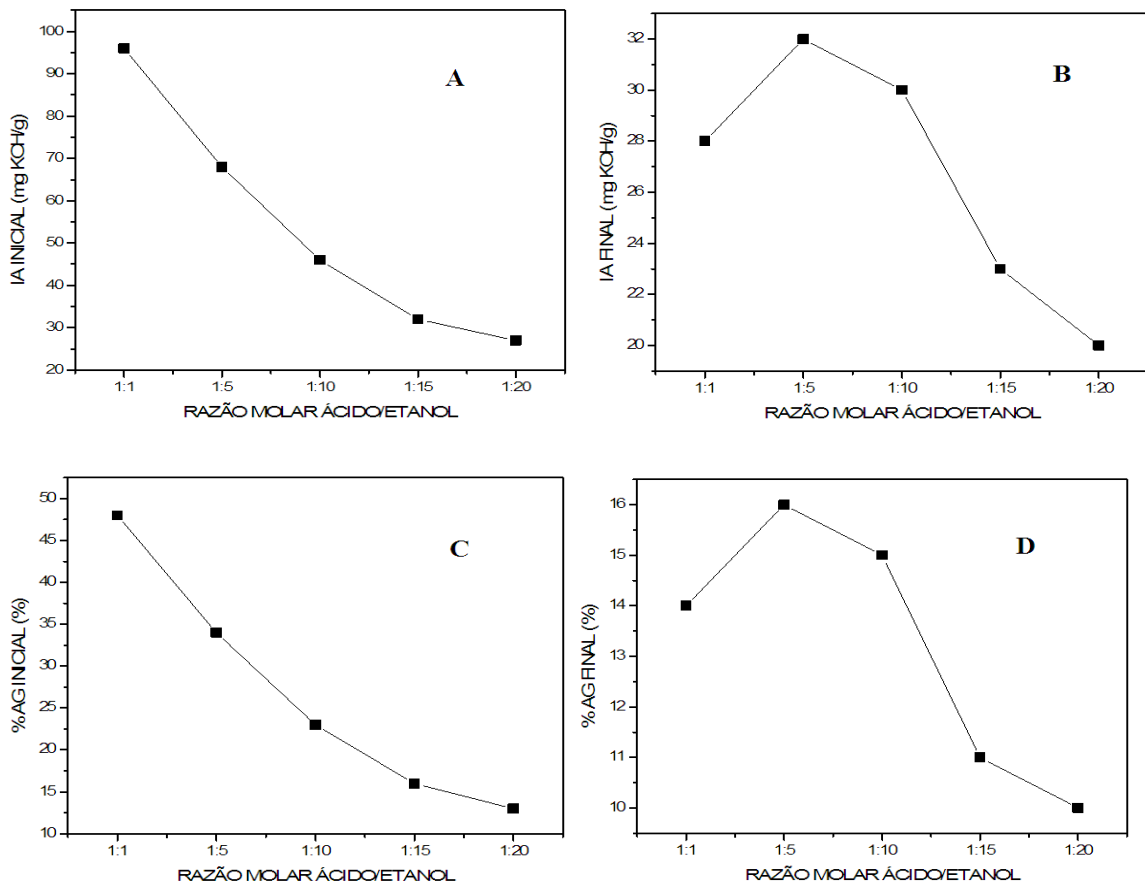 A
IA INICIAL (mg KOH/g)
100
90
80
70
60
50
40
30
20
1:1 1:5 1:10 1:15 1:20
RAZÃO MOLAR ÁCIDO/ETANOL
B
IA FINAL (mg KOH/g)
32
30
28
26
24
22
20
1:1 1:5 1:10 1:15 1:20
RAZÃO MOLAR ÁCIDO/ETANOL
C
%AG INICIAL (%)
50
45
40
35
30
25
20
15
10
1:1 1:5 1:10 1:15 1:20
RAZÃO MOLAR ÁCIDO/ETANOL
D
%AG FINAL (%)
16
15
14
13
12
11
10
1:1 1:5 1:10 1:15 1:20
RAZÃO MOLAR ÁCIDO/ETANOL